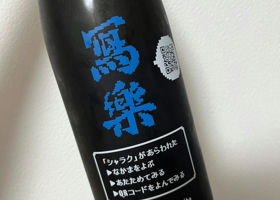 寫樂
「シャラク」があらわれた
▶なかまをよぶ
▶あたためてみる
▶QRコードをよんでみる